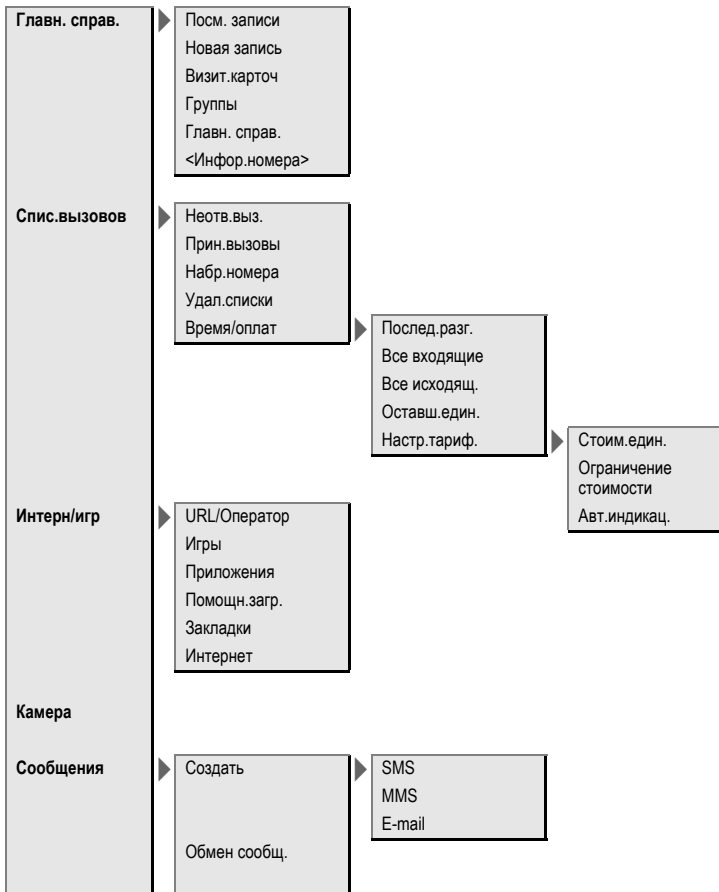 Главн. справ.
Посм. записи
Новая запись
Визит.карточ
Группы
Главн. справ.
<Инфор.номера>
Спис.вызовов
Неотв.выз.
Прин.вызовы
Набр.номера
Удал.списки
Время/оплат
Послед.разг.
Все входящие
Все исходящ.
Оставш.един.
Настр.тариф.
Стоим.един.
Ограничение
стоимости
Авт.индикац.
Интерн/игр
URL/Оператор
Игры
Приложения
Помощн.загр.
Закладки
Интернет
Камера
Сообщения
Создать
SMS
MMS
E-mail
Обмен сообщ.